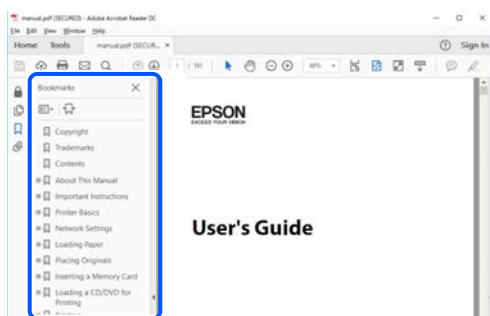 manual.pdf (SECURED) - Adobe Acrobat Reader DC
File Edit View Window Help
Home Tools manual.pdf (SECUR... × Sign In
1 / 191
Bookmarks
Copyright
Trademarks
Contents
About This Manual
Important Instructions
Printer Basics
Network Settings
Loading Paper
Placing Originals
Inserting a Memory Card
Loading a CD/DVD for
Printing
EPSON
EXCEED YOUR VISION
User's Guide